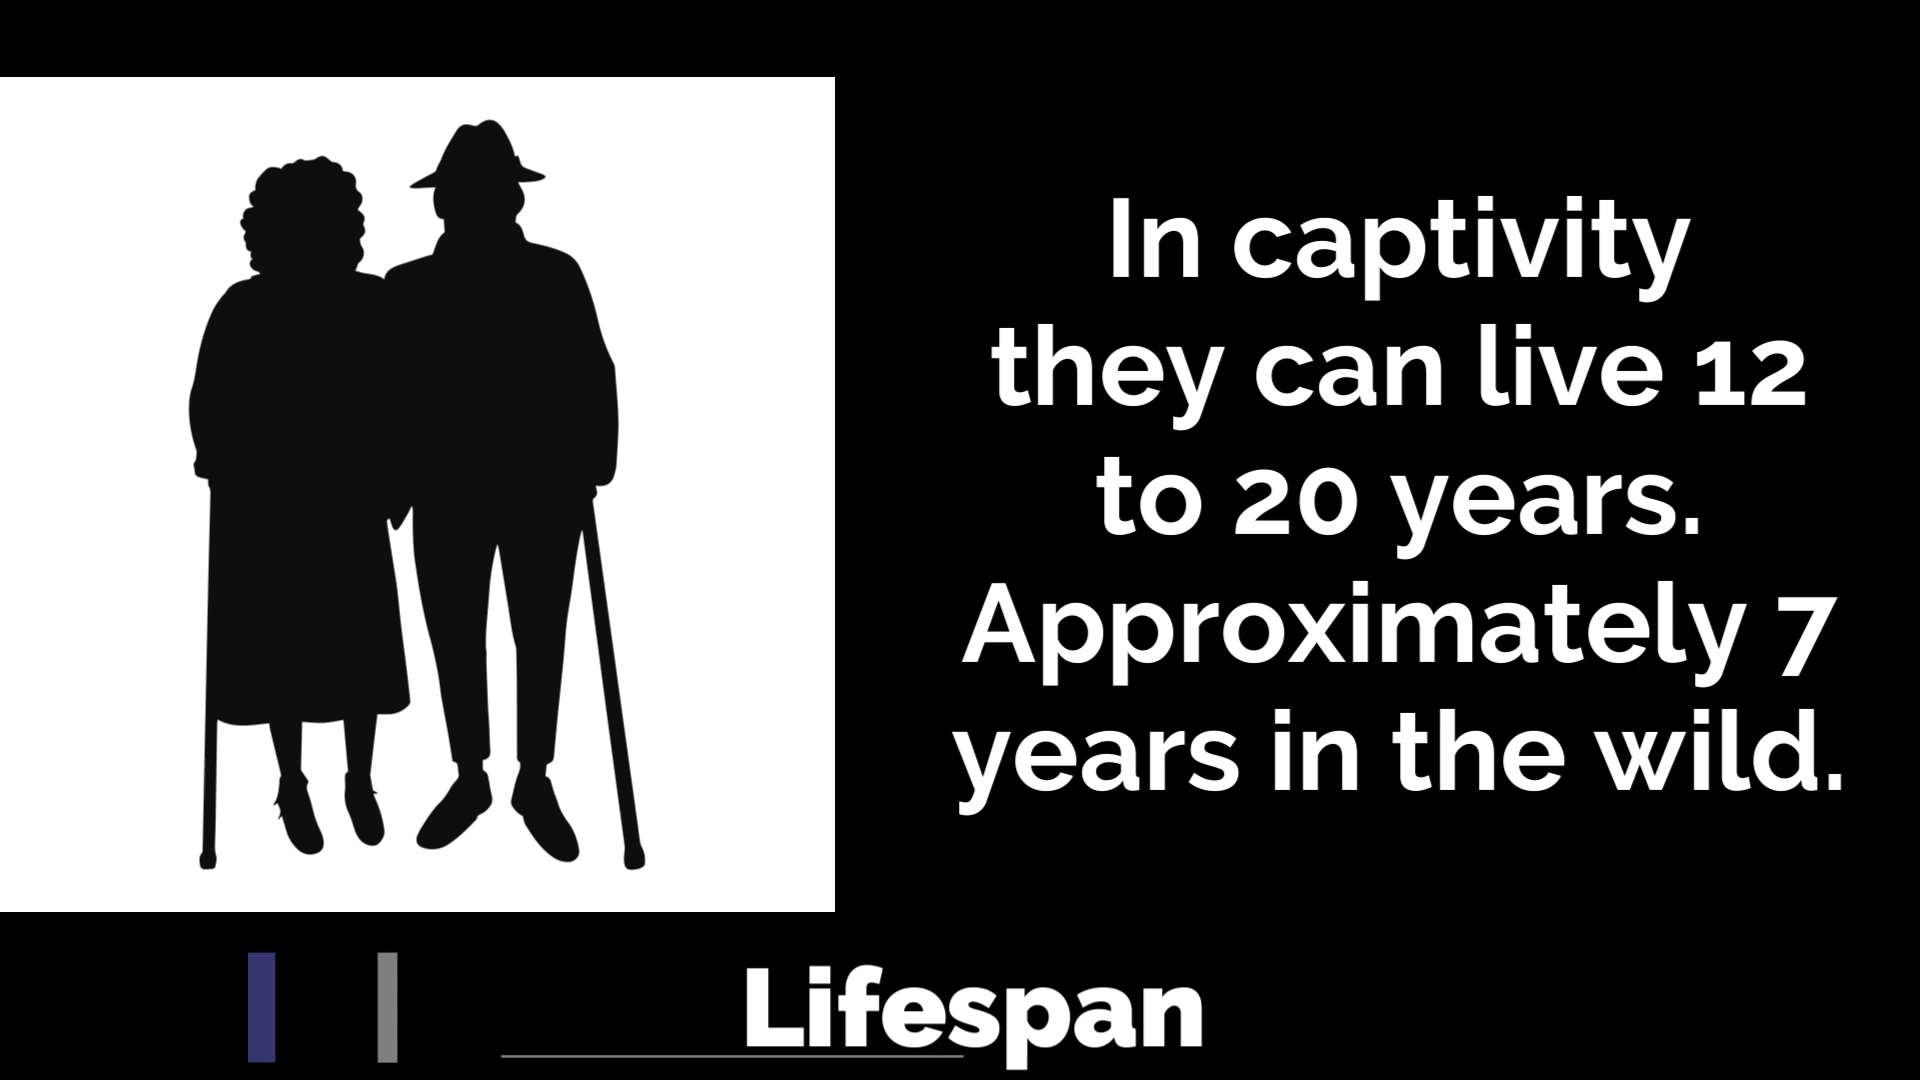 In captivity
they can live 12
to 20 years.
Approximately 7
years in the wild.
Lifespan